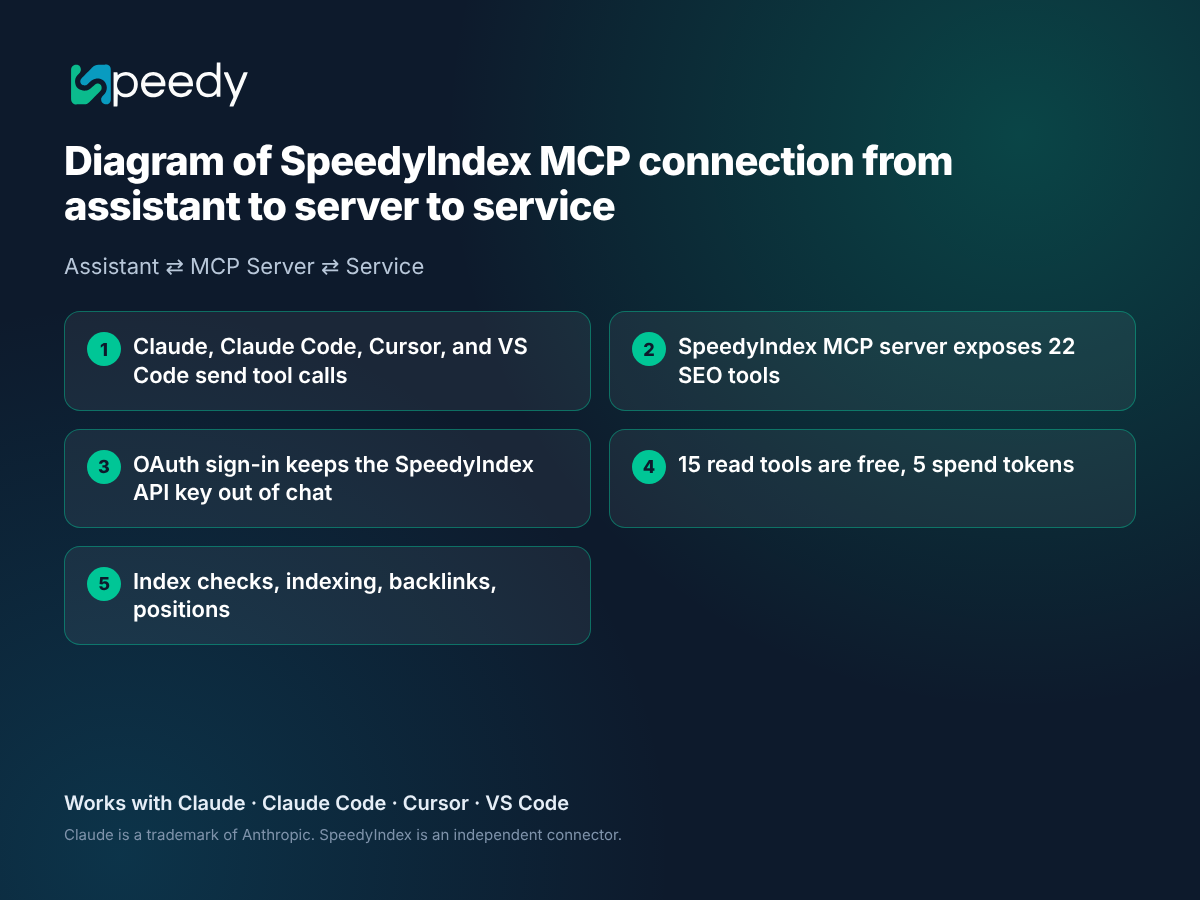 Speedy
Diagram of SpeedyIndex MCP connection from
assistant to server to service
Assistant ⇄ MCP Server ⇄ Service
1 Claude, Claude Code, Cursor, and VS
Code send tool calls
2 SpeedyIndex MCP server exposes 22
SEO tools
3 OAuth sign-in keeps the SpeedyIndex
API key out of chat
4 15 read tools are free, 5 spend tokens
5 Index checks, indexing, backlinks,
positions
Works with Claude · Claude Code · Cursor · VS Code
Claude is a trademark of Anthropic. SpeedyIndex is an independent connector.